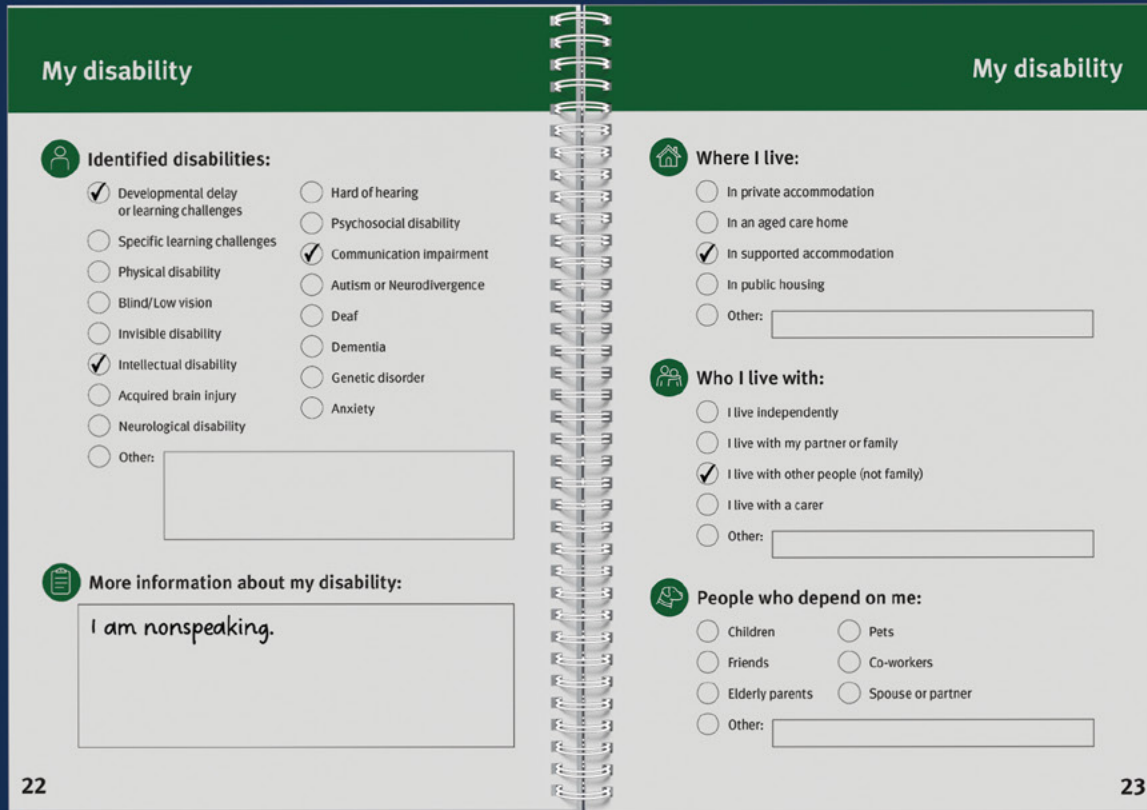 My disability
Identified disabilities:
Developmental delay
or learning challenges
Specific learning challenges
Physical disability
Blind/Low vision
Invisible disability
Intellectual disability
Acquired brain injury
Neurological disability
Other:
Hard of hearing
Psychosocial disability
Communication impairment
Autism or Neurodivergence
Deaf
Dementia
Genetic disorder
Anxiety
More information about my disability:
I am nonspeaking.
22
My disability
Where I live:
In private accommodation
In an aged care home
In supported accommodation
In public housing
Other:
Who I live with:
I live independently
I live with my partner or family
I live with other people (not family)
I live with a carer
Other:
People who depend on me:
Children
Friends
Elderly parents
Other:
Pets
Co-workers
Spouse or partner
23